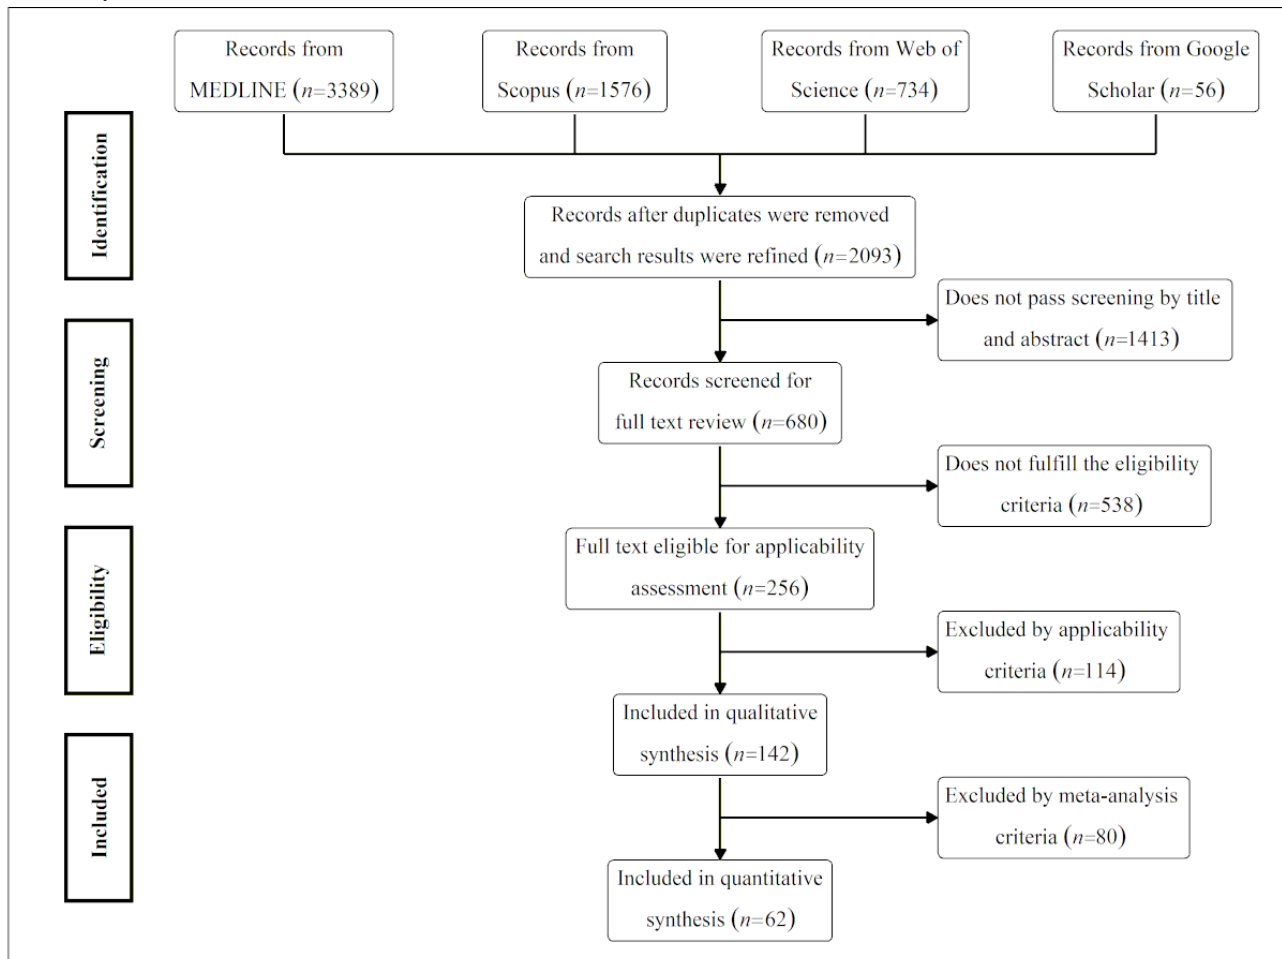 Records from
MEDLINE (n=3389)
Records from
Scopus (n=1576)
Records from Web of
Science (n=734)
Records from Google
Scholar (n=56)
Identification
Records after duplicates were removed
and search results were refined (n=2093)
Does not pass screening by title
and abstract (n=1413)
Screening
Records screened for
full text review (n=680)
Does not fulfill the eligibility
criteria (n=538)
Eligibility
Full text eligible for applicability
assessment (n=256)
Excluded by applicability
criteria (n=114)
Included in qualitative
synthesis (n=142)
Included
Excluded by meta-analysis
criteria (n=80)
Included in quantitative
synthesis (n=62)